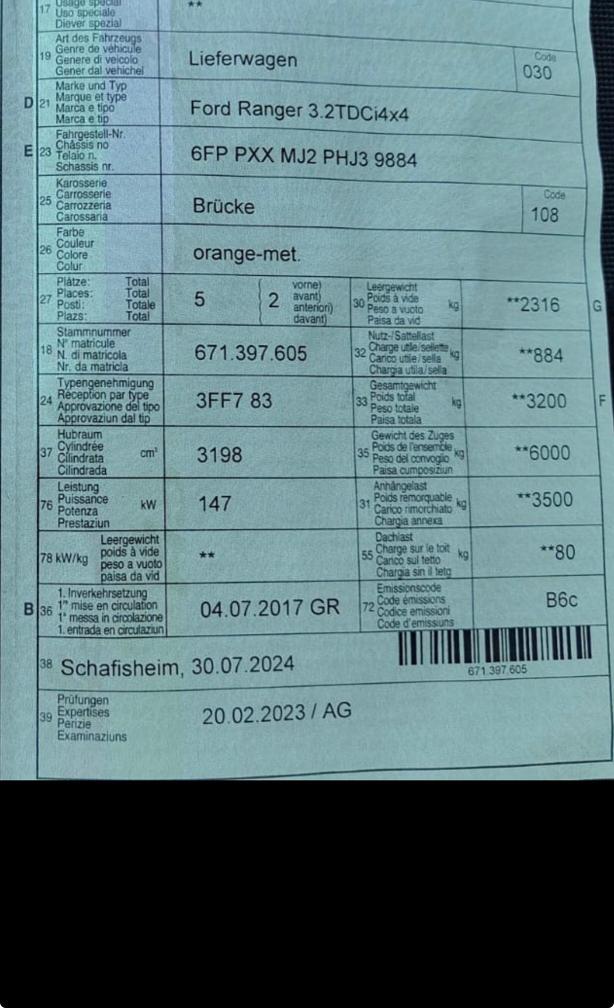 17 Usage spécial **
Uso speciale
Diever spezial
Art des Fahrzeugs
19 Genre de véhicule Lieferwagen Code
Genere di veicolo 030
Gener dal vehichel
Marke und Typ
D 21 Marque et type Ford Ranger 3.2TDCi4x4
Marca e tipo
Marca e tip
Fahrgestell-Nr.
E 23 Châssis no 6FP PXX MJ2 PHJ3 9884
Telaio n.
Schassis nr.
Karosserie
25 Carrosserie Brücke Code
Carrozzeria 108
Carossaria
Farbe
26 Couleur orange-met.
Colore
Colur
Plätze: Total vorne) Leergewicht
27 Places: Total 5 ( 2 avant) 30 Poids à vide kg **2316 G
Posti: Totale anteriori) Peso a vuoto
Plazs: Total davant) Paisa da vid
Stammnummer Nutz-/Sattellast
18 N° matricule 671.397.605 32 Charge utile/sellette kg **884
N. di matricola Carico utile/sella
Nr. da matricla Chargia utila/sella
Typengenehmigung Gesamtgewicht
24 Réception par type 3FF7 83 33 Poids total kg **3200 F
Approvazione del tipo Peso totale
Approvaziun dal tip Paisa totala
Hubraum Gewicht des Zuges
37 Cylindrée cm³ 3198 35 Poids de l'ensemble kg **6000
Cilindrata Peso del convoglio
Cilindrada Paisa cumposiziun
Leistung Anhängelast
76 Puissance kW 147 31 Poids remorquable kg **3500
Potenza Carico rimorchiato
Prestaziun Chargia annexa
Leergewicht Dachlast
78 kW/kg poids à vide ** 55 Charge sur le toit kg **80
peso a vuoto Carico sul tetto
paisa da vid Chargia sin il tetg
1. Inverkehrsetzung Emissionscode
B 36 1re mise en circulation 04.07.2017 GR 72 Code émissions B6c
1a messa in circolazione Codice emissioni
1. entrada en circulaziun Code d'emissiuns
38 Schafisheim, 30.07.2024
671.397.605
Prüfungen
39 Expertises 20.02.2023 / AG
Perizie
Examinaziuns